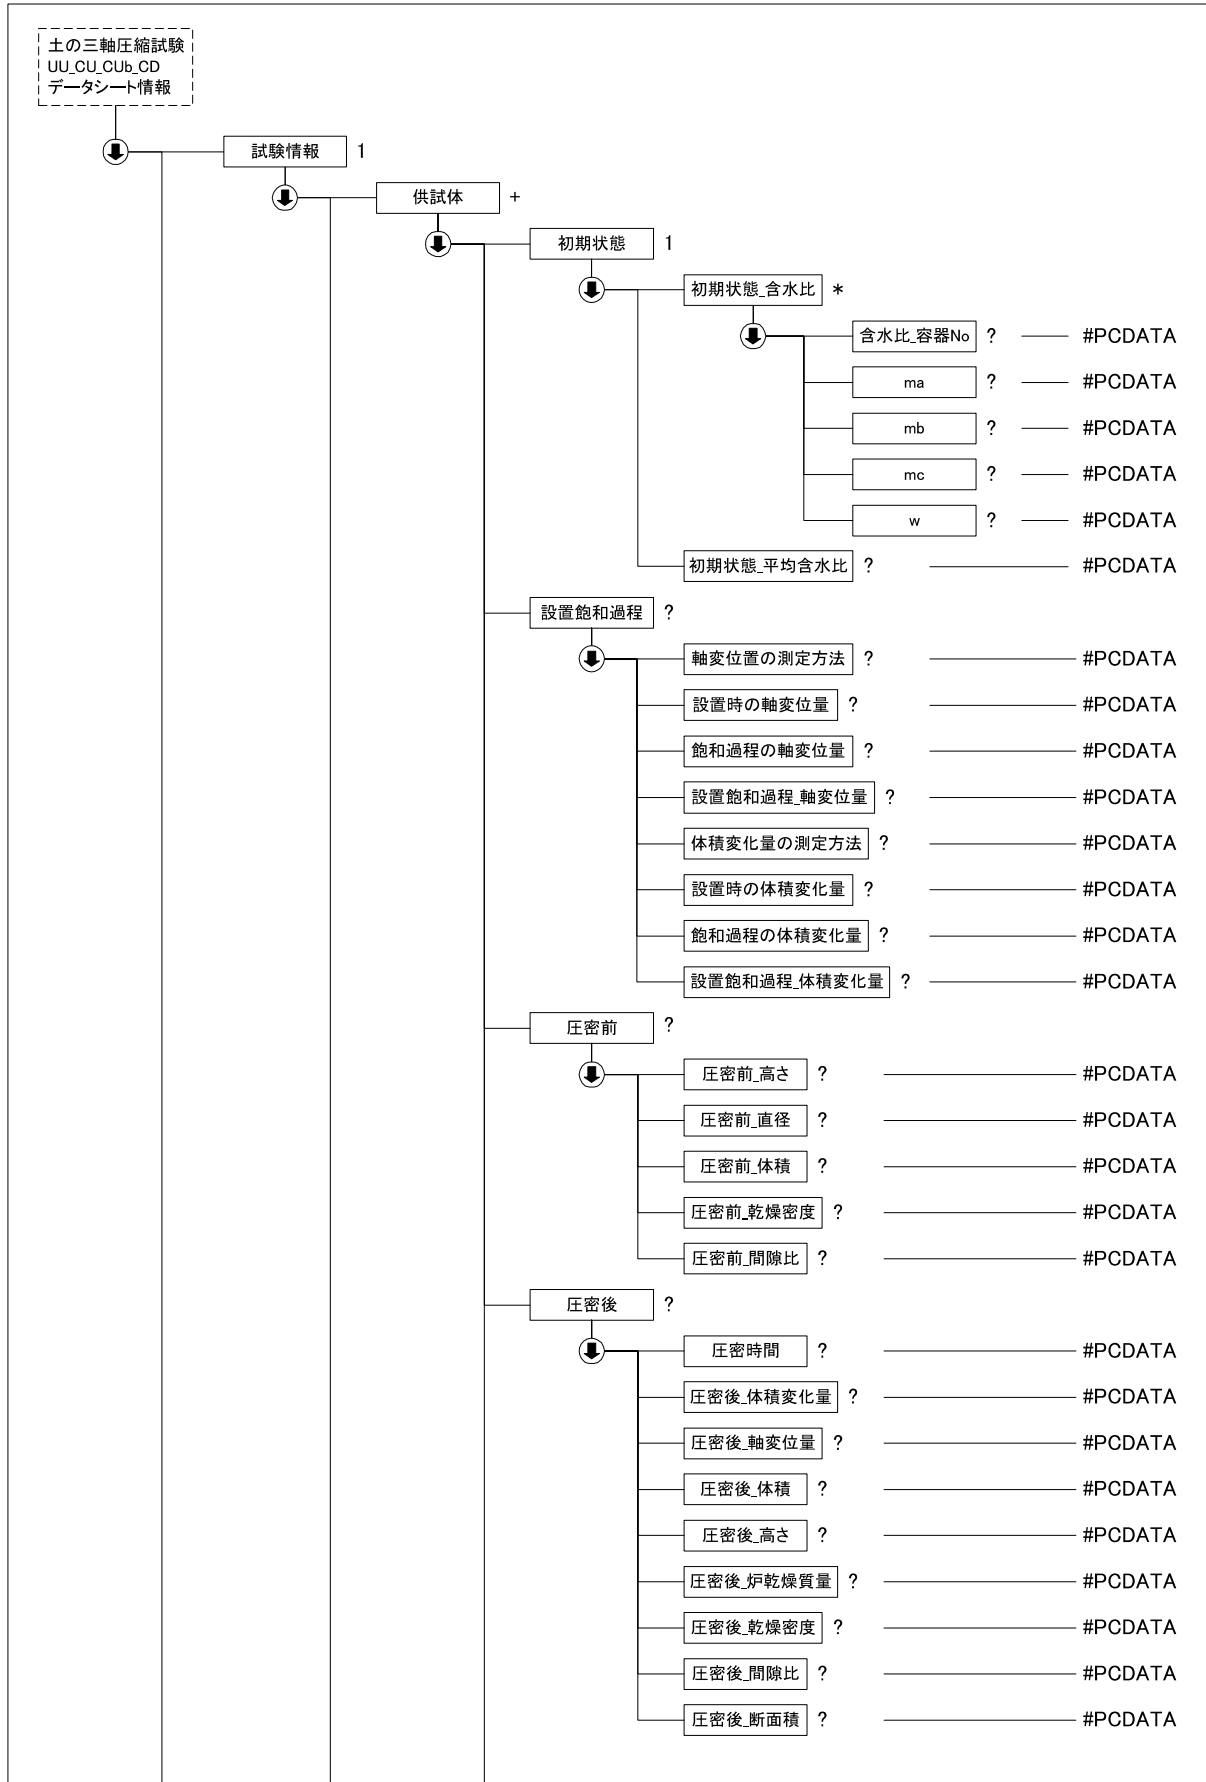 土の三軸圧縮試験
UU_CU_CUb_CD
データシート情報
試験情報 1
供試体 +
初期状態 1
初期状態_含水比 *
含水比_容器No ? #PCDATA
ma ? #PCDATA
mb ? #PCDATA
mc ? #PCDATA
w ? #PCDATA
初期状態_平均含水比 ? #PCDATA
設置飽和過程 ?
軸変位置の測定方法 ? #PCDATA
設置時の軸変位量 ? #PCDATA
飽和過程の軸変位量 ? #PCDATA
設置飽和過程_軸変位量 ? #PCDATA
体積変化量の測定方法 ? #PCDATA
設置時の体積変化量 ? #PCDATA
飽和過程の体積変化量 ? #PCDATA
設置飽和過程_体積変化量 ? #PCDATA
圧密前 ?
圧密前_高さ ? #PCDATA
圧密前_直径 ? #PCDATA
圧密前_体積 ? #PCDATA
圧密前_乾燥密度 ? #PCDATA
圧密前_間隙比 ? #PCDATA
圧密後 ?
圧密時間 ? #PCDATA
圧密後_体積変化量 ? #PCDATA
圧密後_軸変位量 ? #PCDATA
圧密後_体積 ? #PCDATA
圧密後_高さ ? #PCDATA
圧密後_炉乾燥質量 ? #PCDATA
圧密後_乾燥密度 ? #PCDATA
圧密後_間隙比 ? #PCDATA
圧密後_断面積 ? #PCDATA